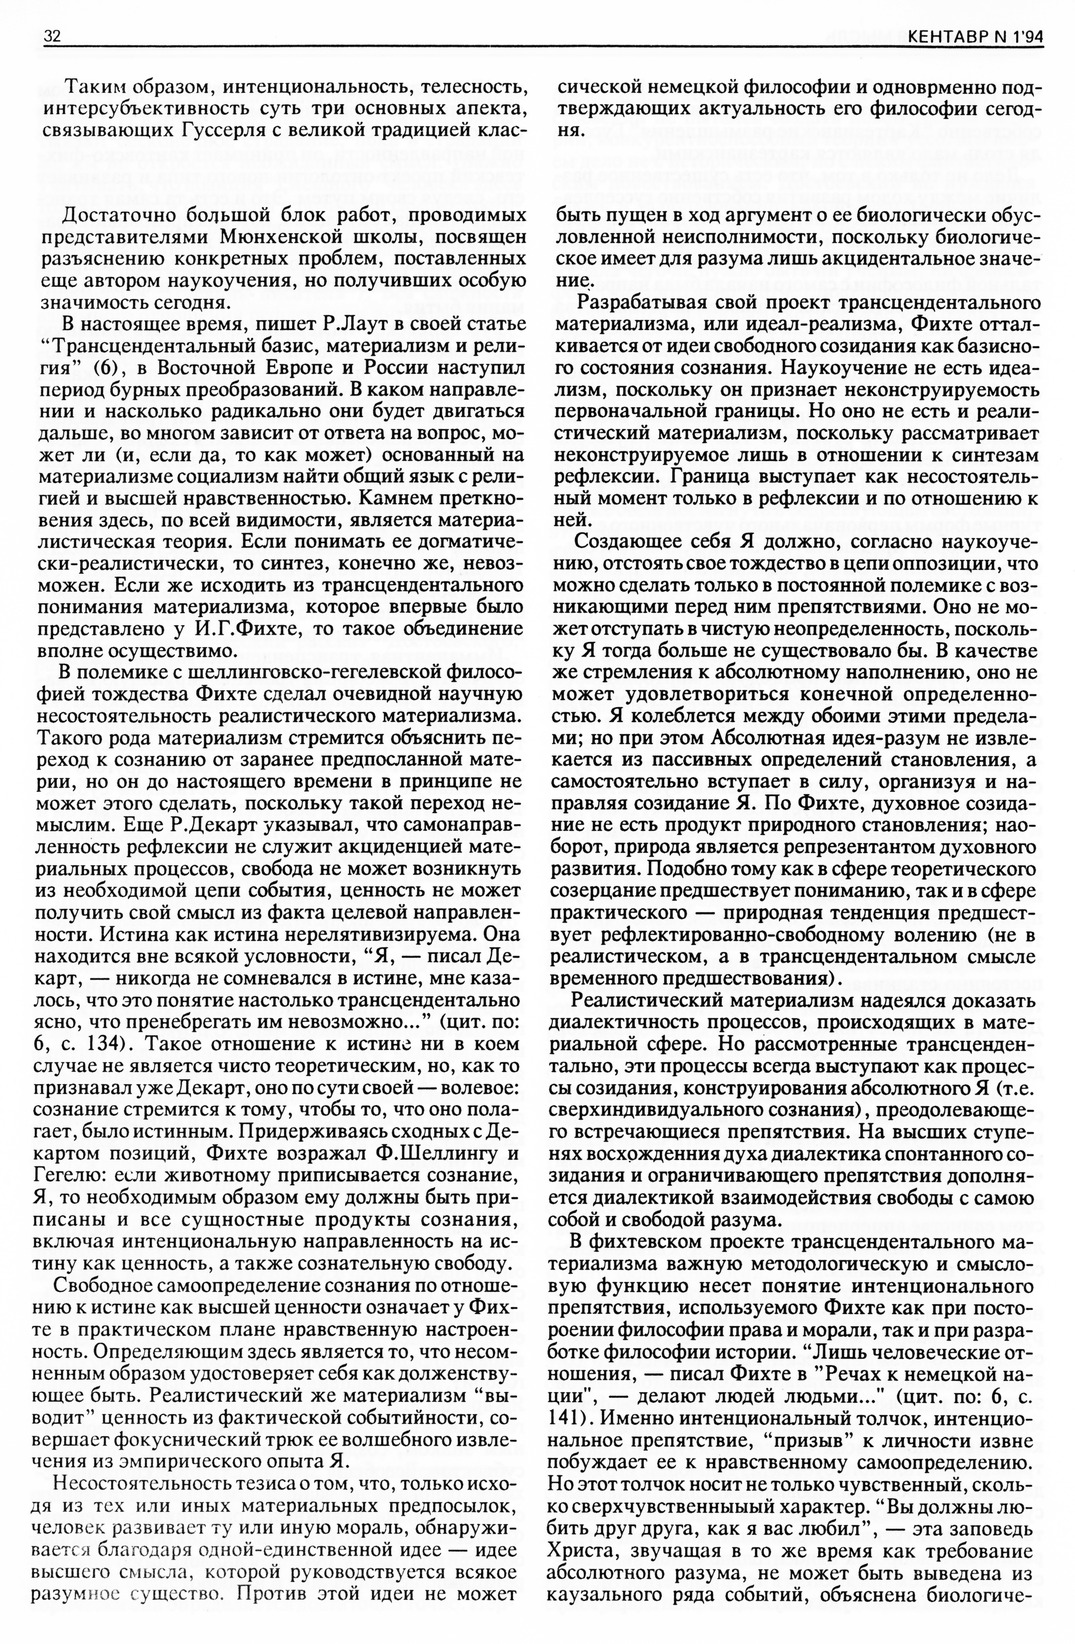 32
КЕНТАВР N 1'94
Таким образом, интенциональность, телесность,
интерсубъективность суть три основных апекта,
связывающих Гуссерля с великой традицией клас-
сической немецкой философии и одноврменно под-
тверждающих актуальность его философии сегод-
ня.
Достаточно большой блок работ, проводимых
представителями Мюнхенской школы, посвящен
разъяснению конкретных проблем, поставленных
еще автором наукоучения, но получивших особую
значимость сегодня.
В настоящее время, пишет Р.Лаут в своей статье
“Трансцендентальный базис, материализм и рели-
гия” (6), в Восточной Европе и России наступил
период бурных преобразований. В каком направле-
нии и насколько радикально они будет двигаться
дальше, во многом зависит от ответа на вопрос, мо-
жет ли (и, если да, то как может) основанный на
материализме социализм найти общий язык с рели-
гией и высшей нравственностью. Камнем преткно-
вения здесь, по всей видимости, является материа-
листическая теория. Если понимать ее догматиче-
ски-реалистически, то синтез, конечно же, невоз-
можен. Если же исходить из трансцендентального
понимания материализма, которое впервые было
представлено у И.Г.Фихте, то такое объединение
вполне осуществимо.
В полемике с шеллинговско-гегелевской филосо-
фией тождества Фихте сделал очевидной научную
несостоятельность реалистического материализма.
Такого рода материализм стремится объяснить пе-
реход к сознанию от заранее предпосланной мате-
рии, но он до настоящего времени в принципе не
может этого сделать, поскольку такой переход не-
мыслим. Еще Р.Декарт указывал, что самонаправ-
ленность рефлексии не служит акциденцией мате-
риальных процессов, свобода не может возникнуть
из необходимой цепи события, ценность не может
получить свой смысл из факта целевой направлен-
ности. Истина как истина нерелятивизируема. Она
находится вне всякой условности, “Я, — писал Де-
карт, — никогда не сомневался в истине, мне каза-
лось, что это понятие настолько трансцендентально
ясно, что пренебрегать им невозможно...” (цит. по:
6, с. 134). Такое отношение к истине ни в коем
случае не является чисто теоретическим, но, как то
признавал уже Декарт, оно по сути своей — волевое:
сознание стремится к тому, чтобы то, что оно пола-
гает, было истинным. Придерживаясь сходных с Де-
картом позиций, Фихте возражал Ф.Шеллингу и
Гегелю: если животному приписывается сознание,
Я, то необходимым образом ему должны быть при-
писаны и все сущностные продукты сознания,
включая интенциональную направленность на ис-
тину как ценность, а также сознательную свободу.
Свободное самоопределение сознания по отноше-
нию к истине как высшей ценности означает у Фих-
те в практическом плане нравственную настроен-
ность. Определяющим здесь является то, что несом-
ненным образом удостоверяет себя как долженству-
ющее быть. Реалистический же материализм “вы-
водит” ценность из фактической событийности, со-
вершает фокуснический трюк ее волшебного извле-
чения из эмпирического опыта Я.
Несостоятельность тезиса о том, что, только исхо-
дя из тех или иных материальных предпосылок,
человек развивает ту или иную мораль, обнаружи-
вается благодаря одной-единственной идее — идее
высшего смысла, которой руководствуется всякое
разумное существо. Против этой идеи не может
быть пущен в ход аргумент о ее биологически обус-
ловленной неисполнимости, поскольку биологиче-
ское имеет для разума лишь акцидентальное значе-
ние.
Разрабатывая свой проект трансцендентального
материализма, или идеал-реализма, Фихте оттал-
кивается от идеи свободного созидания как базисно-
го состояния сознания. Наукоучение не есть идеа-
лизм, поскольку он признает неконструируемость
первоначальной границы. Но оно не есть и реали-
стический материализм, поскольку рассматривает
неконструируемое лишь в отношении к синтезам
рефлексии. Граница выступает как несостоятель-
ный момент только в рефлексии и по отношению к
ней.
Создающее себя Я должно, согласно наукоуче-
нию, отстоять свое тождество в цепи оппозиции, что
можно сделать только в постоянной полемике с воз-
никающими перед ним препятствиями. Оно не мо-
жет отступать в чистую неопределенность, посколь-
ку Я тогда больше не существовало бы. В качестве
же стремления к абсолютному наполнению, оно не
может удовлетвориться конечной определенно-
стью. Я колеблется между обоими этими предела-
ми; но при этом Абсолютная идея-разум не извле-
кается из пассивных определений становления, а
самостоятельно вступает в силу, организуя и на-
правляя созидание Я. По Фихте, духовное созида-
ние не есть продукт природного становления; нао-
борот, природа является репрезентантом духовного
развития. Подобно тому как в сфере теоретического
созерцание предшествует пониманию, так и в сфере
практического — природная тенденция предшест-
вует рефлектированно-свободному волению (не в
реалистическом, а в трансцендентальном смысле
временного предшествования).
Реалистический материализм надеялся доказать
диалектичность процессов, происходящих в мате-
риальной сфере. Но рассмотренные трансценден-
тально, эти процессы всегда выступают как процес-
сы созидания, конструирования абсолютного Я (т.е.
сверхиндивидуального сознания), преодолевающе-
го встречающиеся препятствия. На высших ступе-
нях восхожденния духа диалектика спонтанного со-
зидания и ограничивающего препятствия дополня-
ется диалектикой взаимодействия свободы с самою
собой и свободой разума.
В фихтевском проекте трансцендентального ма-
териализма важную методологическую и смысло-
вую функцию несет понятие интенционального
препятствия, используемого Фихте как при посто-
роении философии права и морали, так и при разра-
ботке философии истории. “Лишь человеческие от-
ношения, — писал Фихте в ”Речах к немецкой на-
ции", — делают людей людьми..." (цит. по: 6, с.
141). Именно интенциональный толчок, интенцио-
нальное препятствие, “призыв” к личности извне
побуждает ее к нравственному самоопределению.
Но этот толчок носит не только чувственный, сколь-
ко сверхчувственныыый характер. “Вы должны лю-
бить друг друга, как я вас любил”, — эта заповедь
Христа, звучащая в то же время как требование
абсолютного разума, не может быть выведена из
каузального ряда событий, объяснена биологиче-